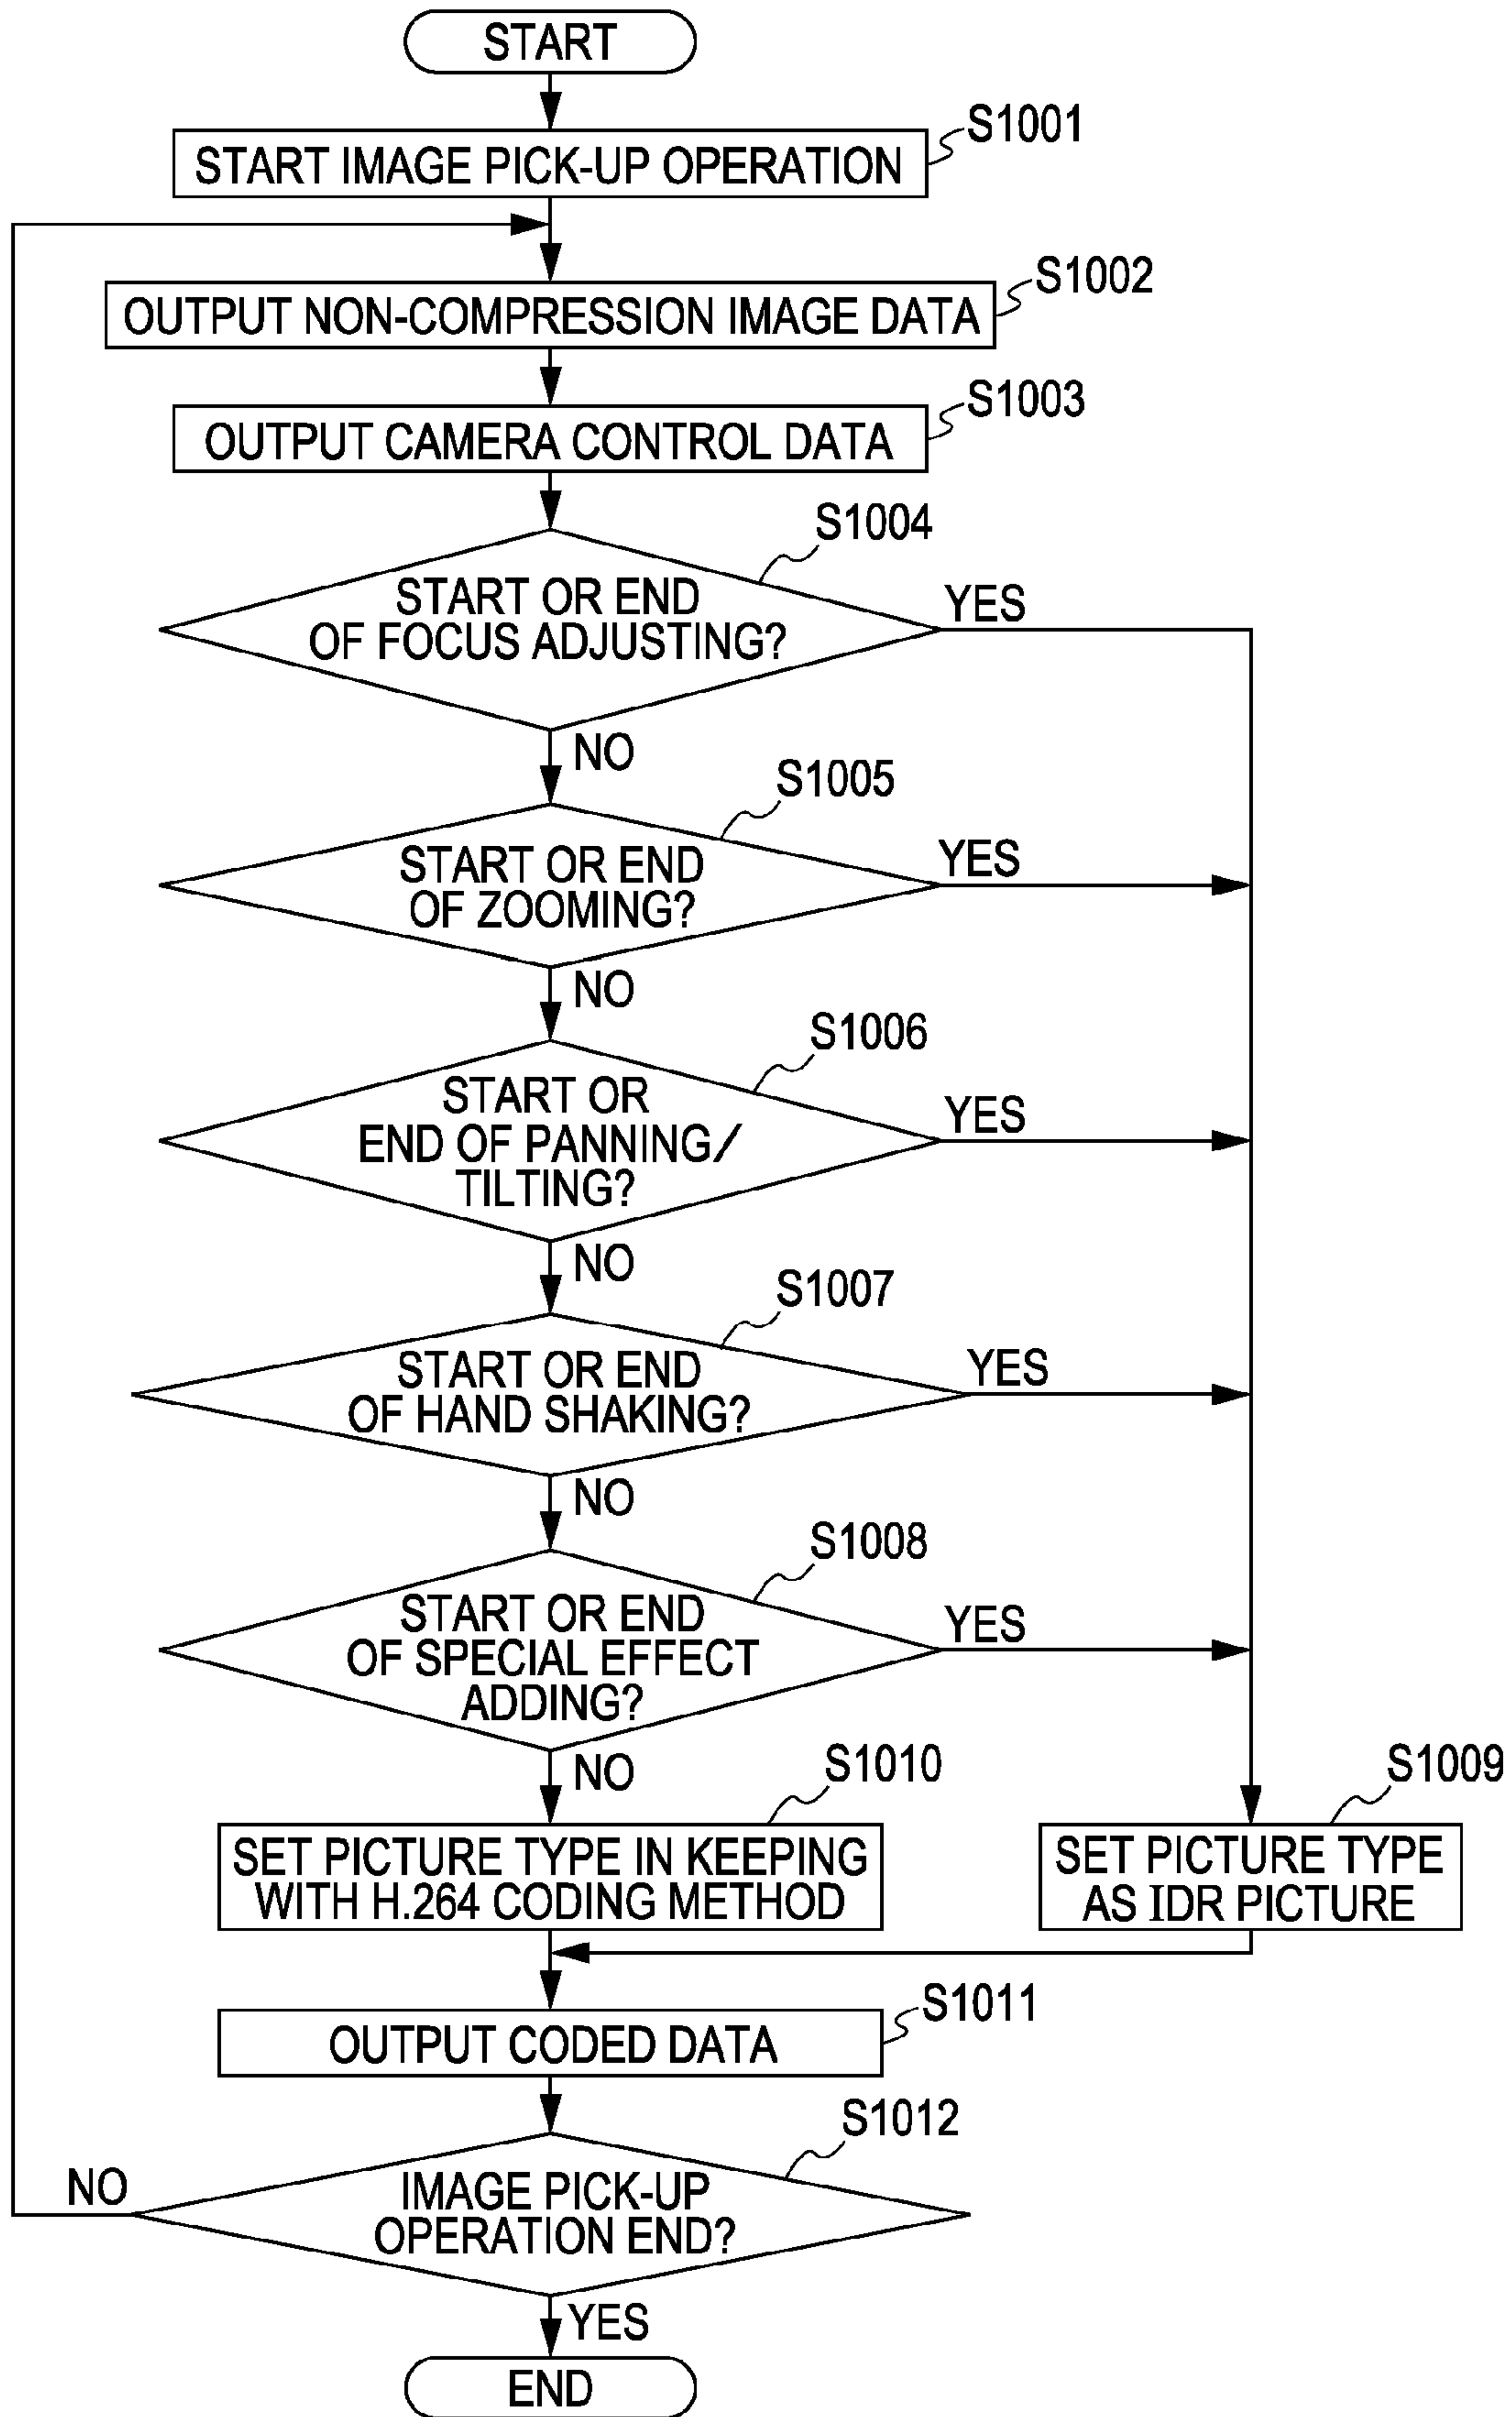 START
S1001
START IMAGE PICK-UP OPERATION
S1002
OUTPUT NON-COMPRESSION IMAGE DATA
S1003
OUTPUT CAMERA CONTROL DATA
S1004
START OR END
OF FOCUS ADJUSTING?
YES
NO
S1005
START OR END
OF ZOOMING?
YES
NO
S1006
START OR
END OF PANNING/
TILTING?
YES
NO
S1007
START OR END
OF HAND SHAKING?
YES
NO
S1008
START OR END
OF SPECIAL EFFECT
ADDING?
YES
NO
S1010
SET PICTURE TYPE IN KEEPING
WITH H.264 CODING METHOD
S1009
SET PICTURE TYPE
AS IDR PICTURE
S1011
OUTPUT CODED DATA
S1012
IMAGE PICK-UP
OPERATION END?
NO
YES
END